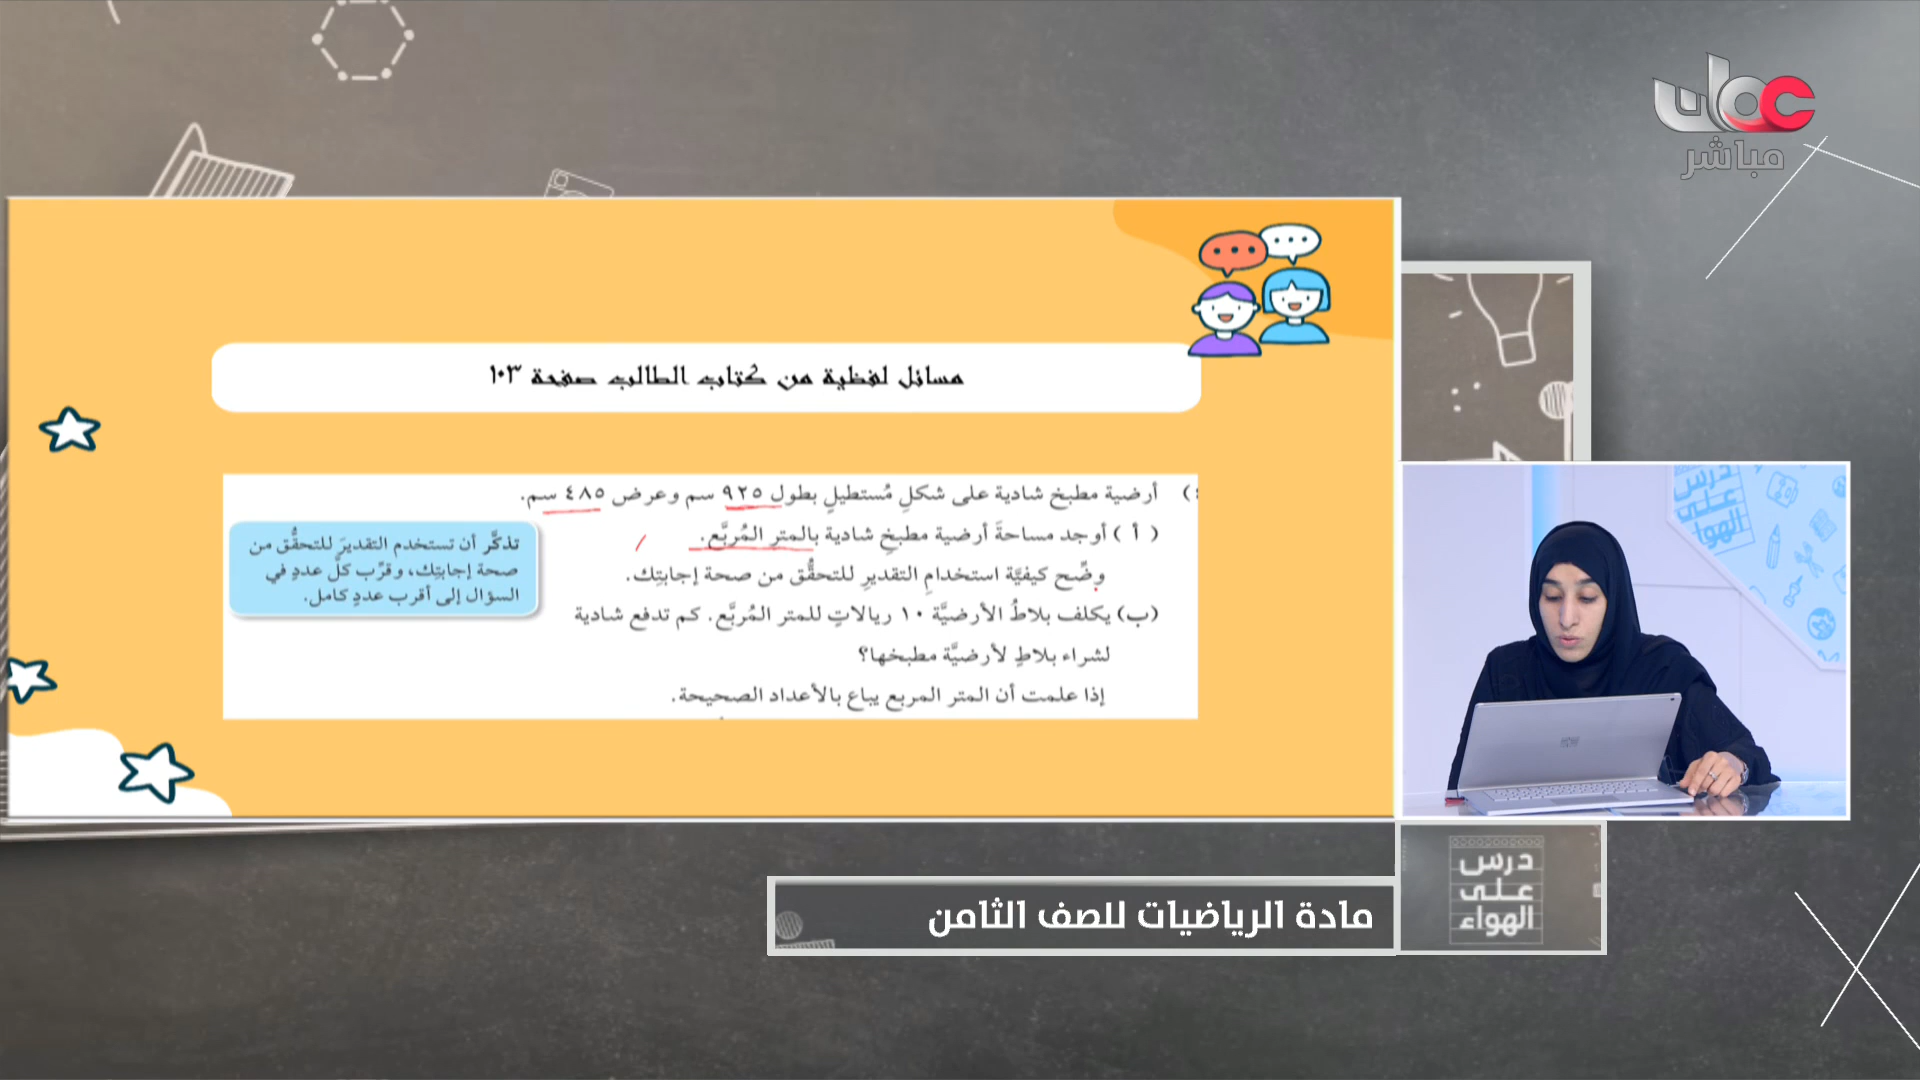 عمان
مباشر
مسائل لفظية من كتاب الطالب صفحة ١٠٣
٤) أرضية مطبخ شادية على شكلِ مُستطيلٍ بطول ٩٢٥ سم وعرض ٤٨٥ سم.
( أ ) أوجد مساحةَ أرضية مطبخِ شادية بالمترِ المُربَّع.
وضِّح كيفيَّة استخدامِ التقديرِ للتحقُّق من صحة إجابتِك.
(ب) يكلف بلاطُ الأرضيَّة ١٠ ريالاتٍ للمتر المُربَّع. كم تدفع شادية
لشراء بلاطٍ لأرضيَّة مطبخها؟
إذا علمت أن المتر المربع يباع بالأعداد الصحيحة.
تذكَّر أن تستخدم التقديرَ للتحقُّق من
صحة إجابتِك، وقرِّب كلَّ عددٍ في
السؤال إلى أقرب عددٍ كامل.
درس
على
الهواء
مادة الرياضيات للصف الثامن
درس
على
الهواء